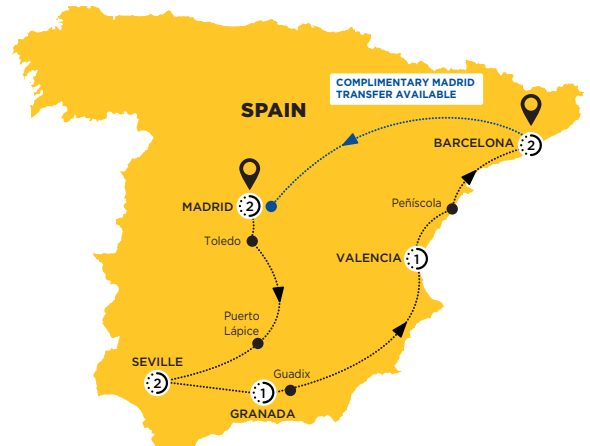 COMPLIMENTARY MADRID
TRANSFER AVAILABLE
SPAIN
BARCELONA
2
MADRID
2
Peñíscola
Toledo
VALENCIA
1
Puerto
Lápice
SEVILLE
2
Guadix
1
GRANADA